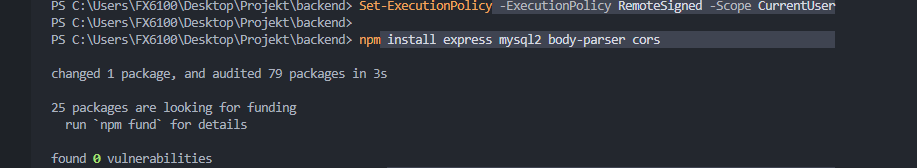 PS C:\Users\FX6100\Desktop\Projekt\backend> Set-ExecutionPolicy -ExecutionPolicy RemoteSigned -Scope CurrentUser
PS C:\Users\FX6100\Desktop\Projekt\backend>
PS C:\Users\FX6100\Desktop\Projekt\backend> npm install express mysql2 body-parser cors
changed 1 package, and audited 79 packages in 3s
25 packages are looking for funding
run `npm fund` for details
found 0 vulnerabilities